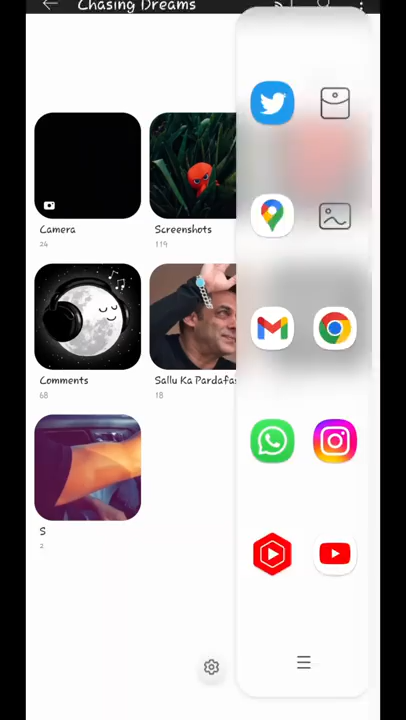 Chasing Dreams
Camera
24
Screenshots
119
Comments
68
Sallu Ka Pardafas
18
S
2